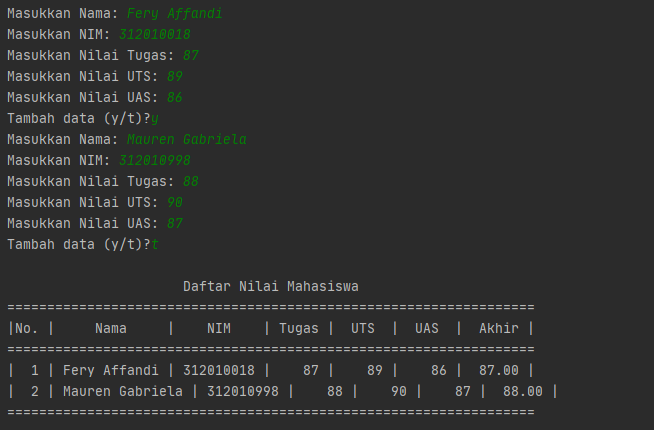 Masukkan Nama: Fery Affandi
Masukkan NIM: 312010018
Masukkan Nilai Tugas: 87
Masukkan Nilai UTS: 89
Masukkan Nilai UAS: 86
Tambah data (y/t)?y
Masukkan Nama: Mauren Gabriela
Masukkan NIM: 312010998
Masukkan Nilai Tugas: 88
Masukkan Nilai UTS: 90
Masukkan Nilai UAS: 87
Tambah data (y/t)?t
                      Daftar Nilai Mahasiswa
==================================================================
|No. |     Nama     |    NIM    | Tugas |  UTS  |  UAS  |  Akhir |
==================================================================
|  1 | Fery Affandi | 312010018 |    87 |    89 |    86 |  87.00 |
|  2 | Mauren Gabriela | 312010998 |    88 |    90 |    87 |  88.00 |
==================================================================